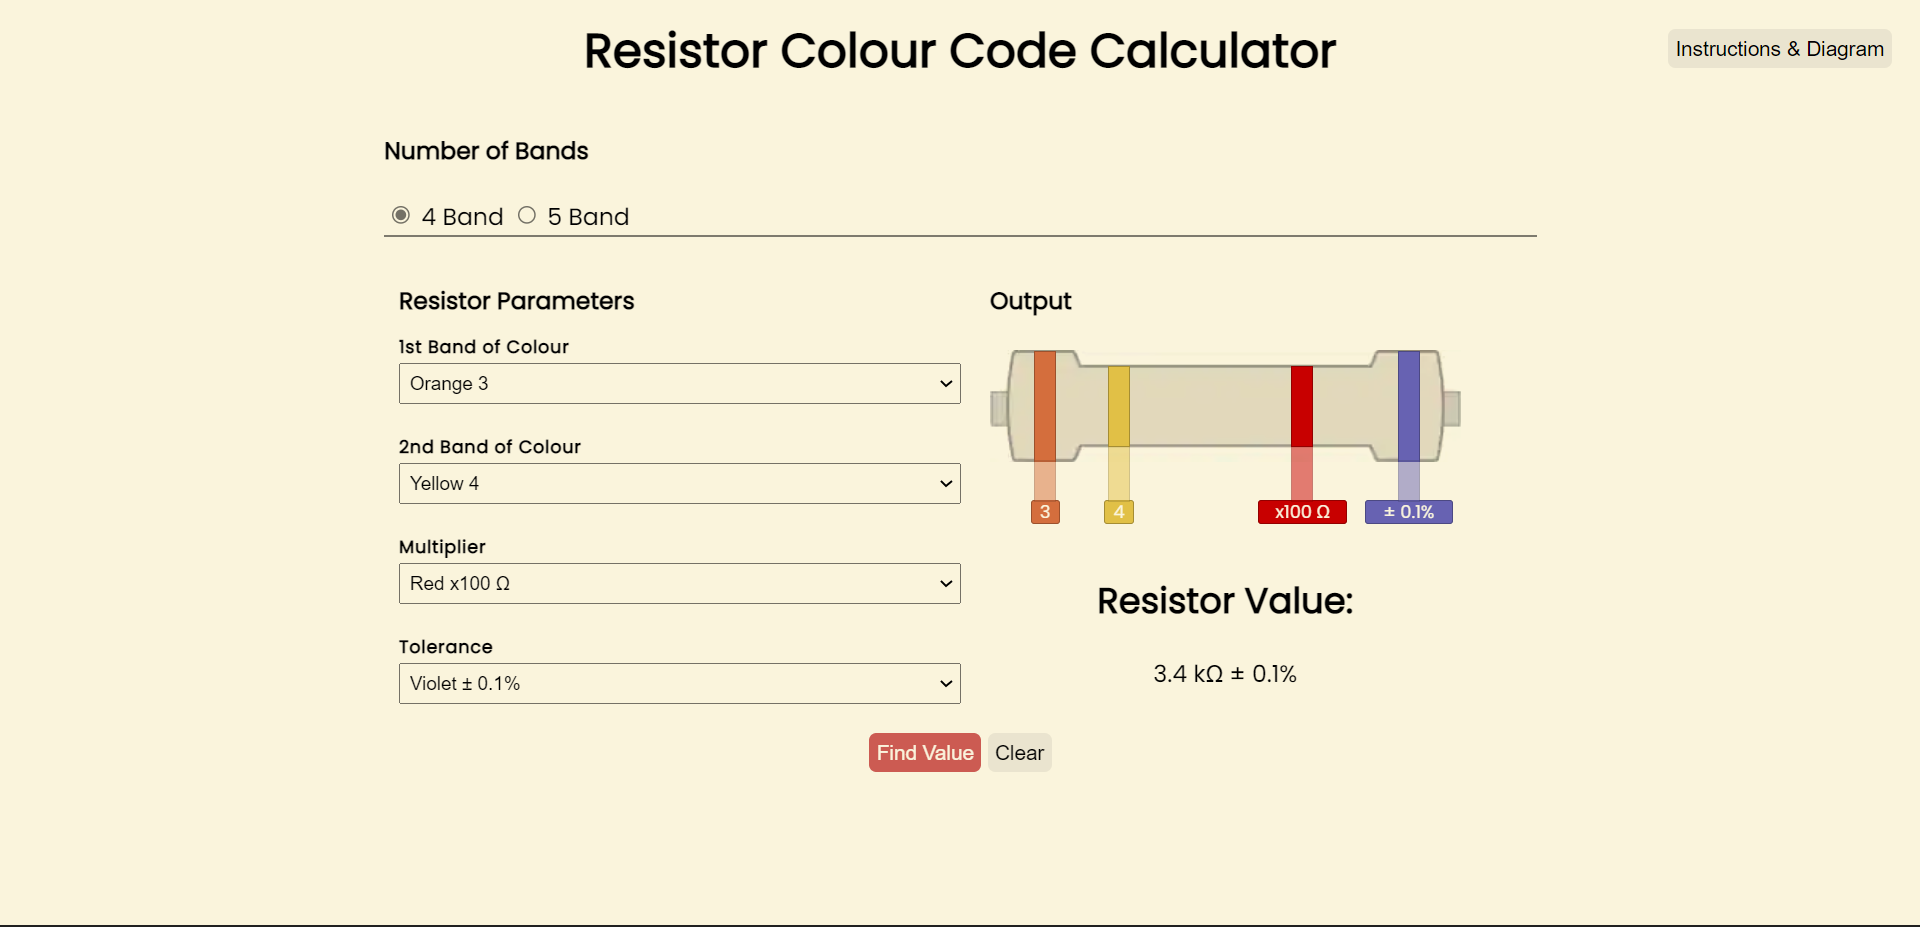 Resistor Colour Code Calculator
Instructions & Diagram
Number of Bands
4 Band 5 Band
Resistor Parameters
1st Band of Colour
Orange 3
2nd Band of Colour
Yellow 4
Multiplier
Red x100 Ω
Tolerance
Violet ± 0.1%
Output
3 4 x100 Ω ± 0.1%
Resistor Value:
3.4 kΩ ± 0.1%
Find Value Clear